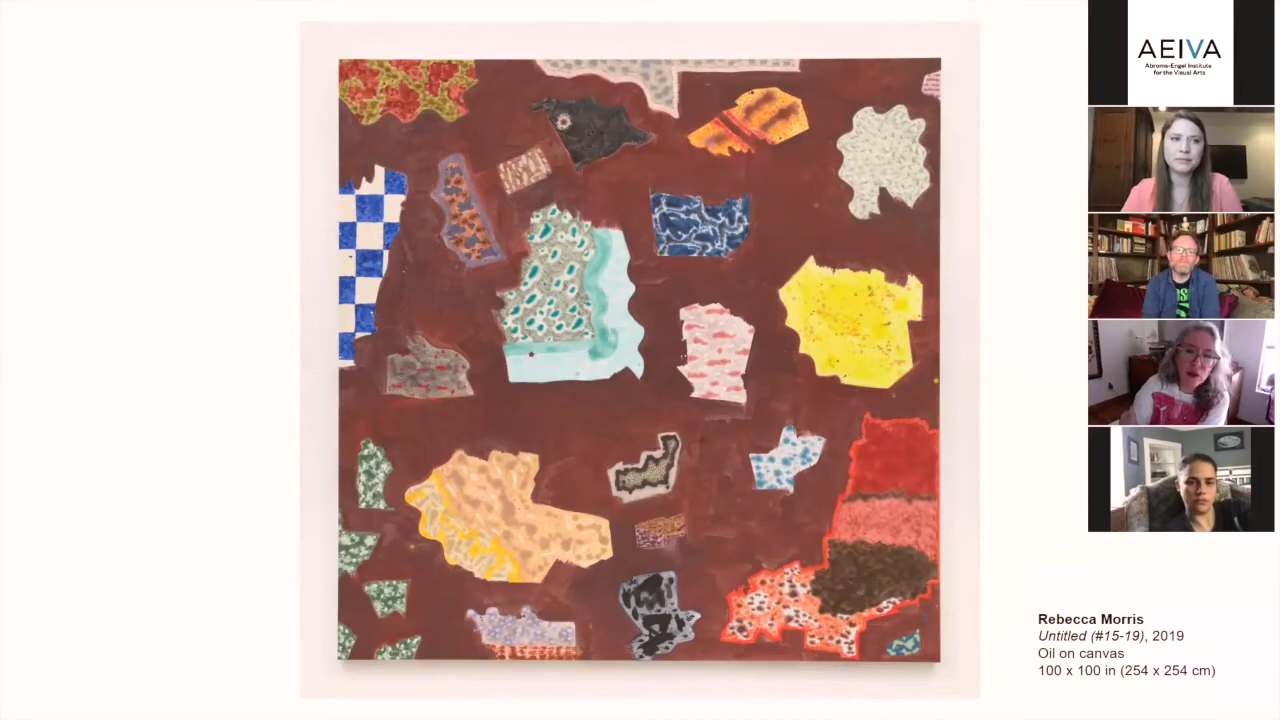 AEIVA
Abroms-Engel Institute
for the Visual Arts
Rebecca Morris
Untitled (#15-19), 2019
Oil on canvas
100 x 100 in (254 x 254 cm)